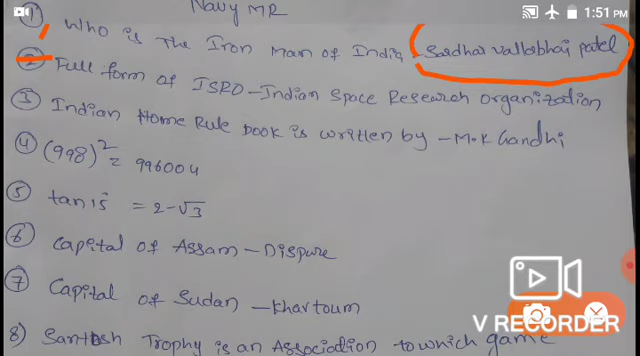 1:51 PM
Navy MR
① Who is The Iron Man of India - Saradhar vallabhai patel
② Full form of ISRO - Indian Space Research organization
③ Indian Home Rule book is written by - M.K Gandhi
④ (998)² = 996004
⑤ tan 15° = 2-√3
⑥ Capital of Assam - Dispure
⑦ Capital of Sudan - Khartoum
8) Santosh Trophy is an Association to which game
V RECORDER